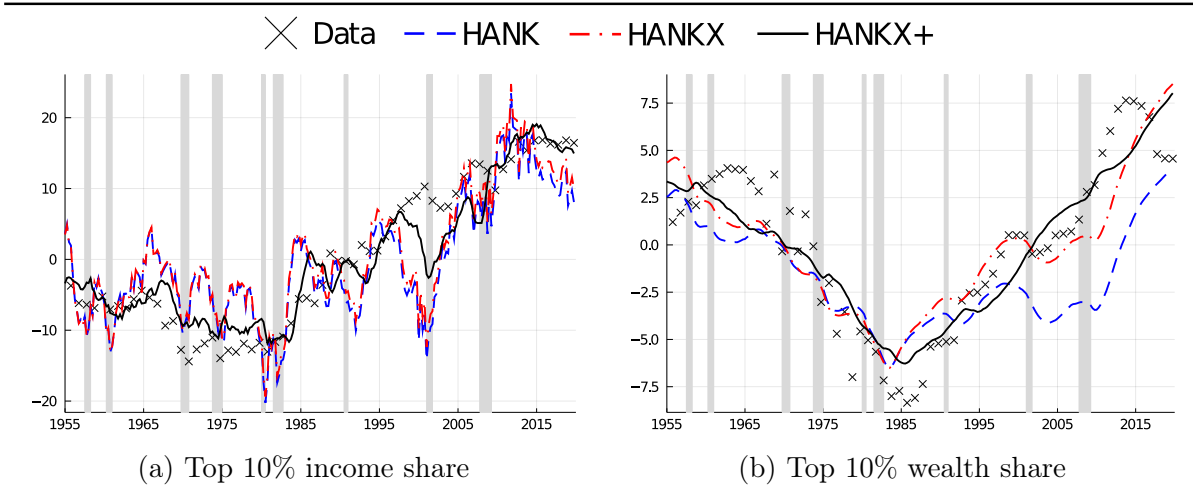 Data HANK HANKX HANKX+
20
10
0
−10
−20
1955 1965 1975 1985 1995 2005 2015
(a) Top 10% income share
7.5
5.0
2.5
0.0
−2.5
−5.0
−7.5
1955 1965 1975 1985 1995 2005 2015
(b) Top 10% wealth share